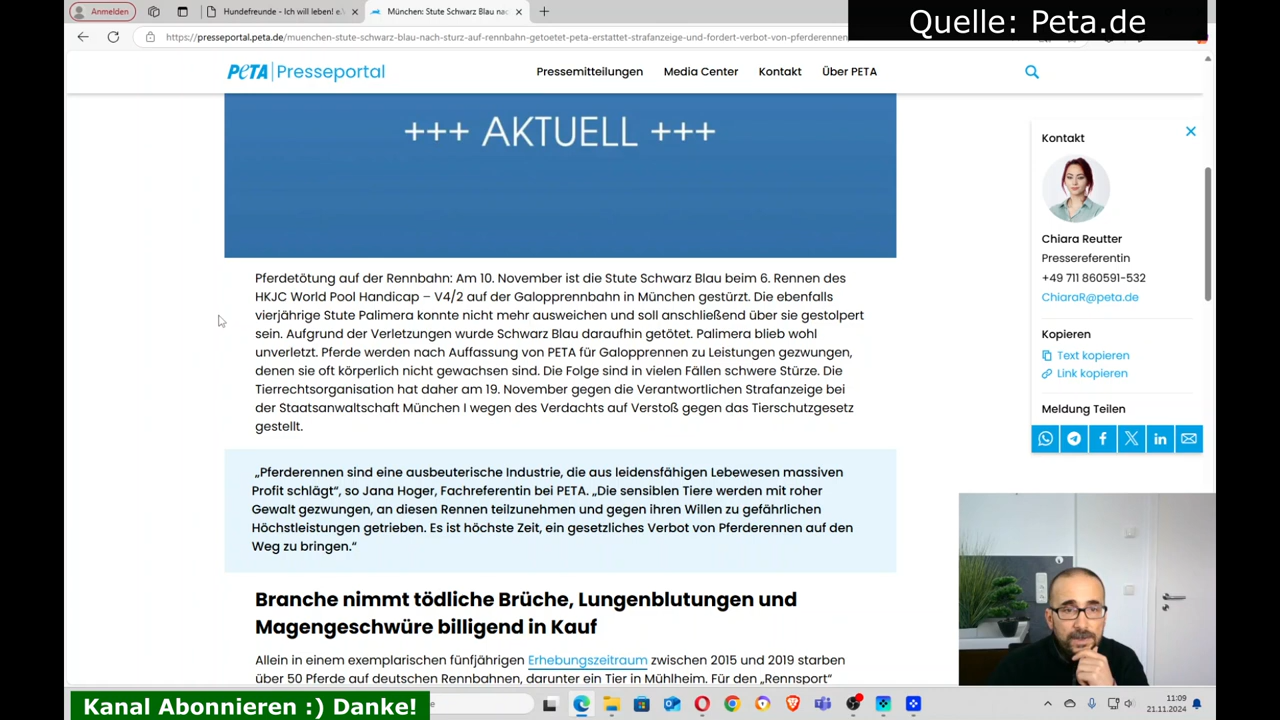 Anmelden
Hundefreunde - Ich will leben! e.V
München: Stute Schwarz Blau nac
Quelle: Peta.de
https://presseportal.peta.de/muenchen-stute-schwarz-blau-nach-sturz-auf-rennbahn-getoetet-peta-erstattet-strafanzeige-und-fordert-verbot-von-pferderennen
PETA Presseportal
Pressemitteilungen
Media Center
Kontakt
Über PETA
+++ AKTUELL +++
Pferdetötung auf der Rennbahn: Am 10. November ist die Stute Schwarz Blau beim 6. Rennen des
HKJC World Pool Handicap – V4/2 auf der Galopprennbahn in München gestürzt. Die ebenfalls
vierjährige Stute Palimera konnte nicht mehr ausweichen und soll anschließend über sie gestolpert
sein. Aufgrund der Verletzungen wurde Schwarz Blau daraufhin getötet. Palimera blieb wohl
unverletzt. Pferde werden nach Auffassung von PETA für Galopprennen zu Leistungen gezwungen,
denen sie oft körperlich nicht gewachsen sind. Die Folge sind in vielen Fällen schwere Stürze. Die
Tierrechtsorganisation hat daher am 19. November gegen die Verantwortlichen Strafanzeige bei
der Staatsanwaltschaft München I wegen des Verdachts auf Verstoß gegen das Tierschutzgesetz
gestellt.
„Pferderennen sind eine ausbeuterische Industrie, die aus leidensfähigen Lebewesen massiven
Profit schlägt“, so Jana Hoger, Fachreferentin bei PETA. „Die sensiblen Tiere werden mit roher
Gewalt gezwungen, an diesen Rennen teilzunehmen und gegen ihren Willen zu gefährlichen
Höchstleistungen getrieben. Es ist höchste Zeit, ein gesetzliches Verbot von Pferderennen auf den
Weg zu bringen.“
Branche nimmt tödliche Brüche, Lungenblutungen und
Magengeschwüre billigend in Kauf
Allein in einem exemplarischen fünfjährigen Erhebungszeitraum zwischen 2015 und 2019 starben
über 50 Pferde auf deutschen Rennbahnen, darunter ein Tier in Mühlheim. Für den „Rennsport“
Kontakt
Chiara Reutter
Pressereferentin
+49 711 860591-532
ChiaraR@peta.de
Kopieren
Text kopieren
Link kopieren
Meldung Teilen
Kanal Abonnieren :) Danke!
11:09
21.11.2024